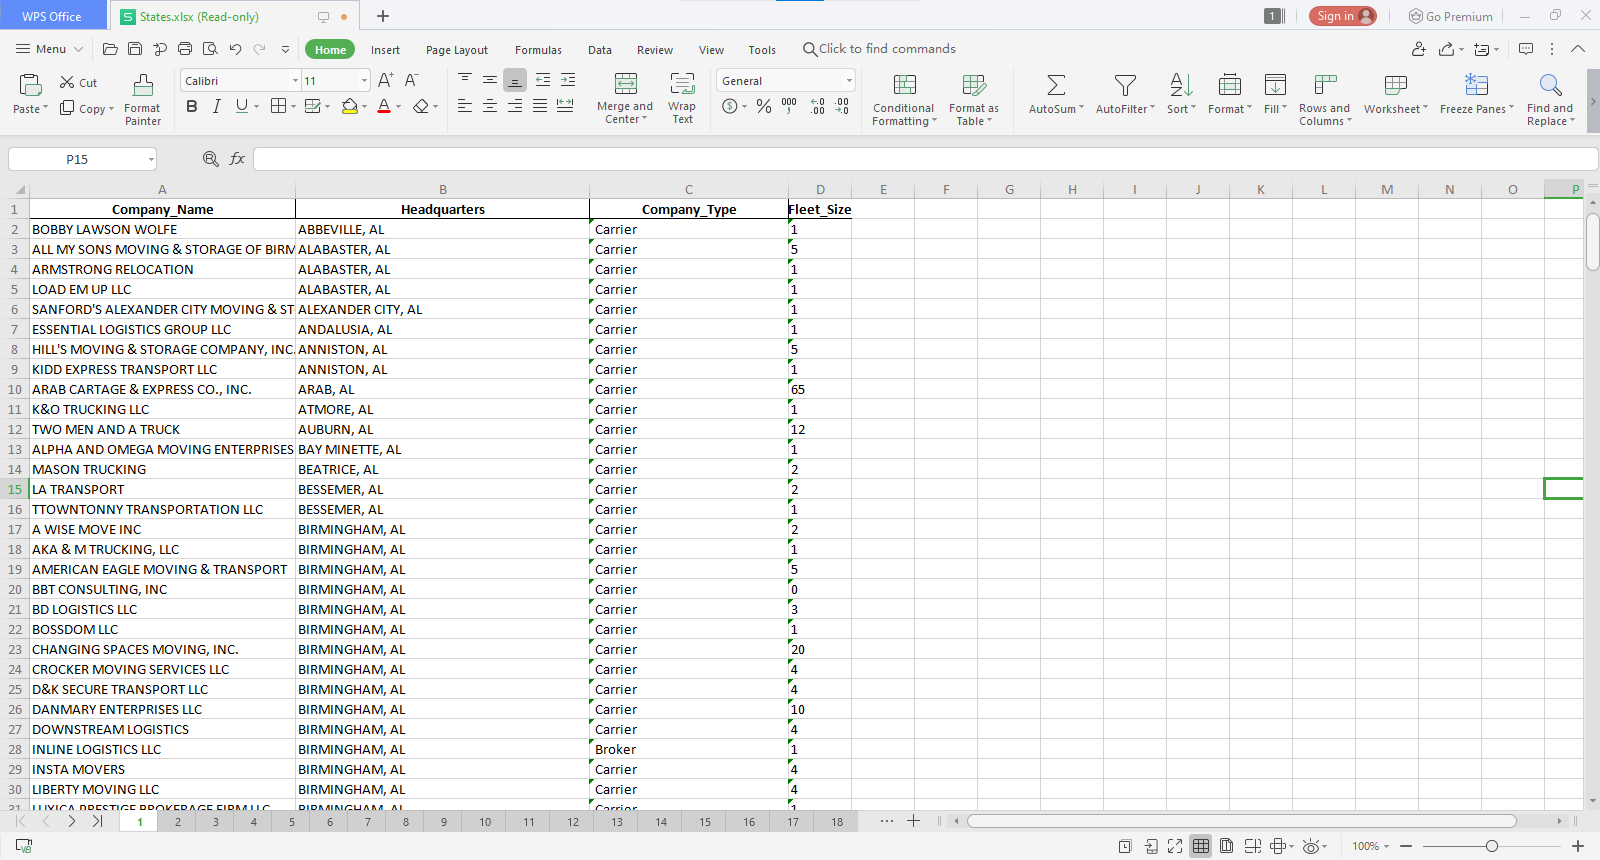 WPS Office
States.xlsx (Read-only)
1
Sign in
Go Premium
Menu
Home Insert Page Layout Formulas Data Review View Tools Click to find commands
Paste Cut Copy Format Painter
Calibri 11
Merge and Center Wrap Text
General
Conditional Formatting Format as Table AutoSum AutoFilter Sort Format Fill Rows and Columns Worksheet Freeze Panes Find and Replace
P15 fx
A B C D E F G H I J K L M N O P
1 Company_Name Headquarters Company_Type Fleet_Size
2 BOBBY LAWSON WOLFE ABBEVILLE, AL Carrier 1
3 ALL MY SONS MOVING & STORAGE OF BIRM ALABASTER, AL Carrier 5
4 ARMSTRONG RELOCATION ALABASTER, AL Carrier 1
5 LOAD EM UP LLC ALABASTER, AL Carrier 1
6 SANFORD'S ALEXANDER CITY MOVING & ST ALEXANDER CITY, AL Carrier 1
7 ESSENTIAL LOGISTICS GROUP LLC ANDALUSIA, AL Carrier 1
8 HILL'S MOVING & STORAGE COMPANY, INC. ANNISTON, AL Carrier 5
9 KIDD EXPRESS TRANSPORT LLC ANNISTON, AL Carrier 1
10 ARAB CARTAGE & EXPRESS CO., INC. ARAB, AL Carrier 65
11 K&O TRUCKING LLC ATMORE, AL Carrier 1
12 TWO MEN AND A TRUCK AUBURN, AL Carrier 12
13 ALPHA AND OMEGA MOVING ENTERPRISES BAY MINETTE, AL Carrier 1
14 MASON TRUCKING BEATRICE, AL Carrier 2
15 LA TRANSPORT BESSEMER, AL Carrier 2
16 TTOWNTONNY TRANSPORTATION LLC BESSEMER, AL Carrier 1
17 A WISE MOVE INC BIRMINGHAM, AL Carrier 2
18 AKA & M TRUCKING, LLC BIRMINGHAM, AL Carrier 1
19 AMERICAN EAGLE MOVING & TRANSPORT BIRMINGHAM, AL Carrier 5
20 BBT CONSULTING, INC BIRMINGHAM, AL Carrier 0
21 BD LOGISTICS LLC BIRMINGHAM, AL Carrier 3
22 BOSSDOM LLC BIRMINGHAM, AL Carrier 1
23 CHANGING SPACES MOVING, INC. BIRMINGHAM, AL Carrier 20
24 CROCKER MOVING SERVICES LLC BIRMINGHAM, AL Carrier 4
25 D&K SECURE TRANSPORT LLC BIRMINGHAM, AL Carrier 4
26 DANMARY ENTERPRISES LLC BIRMINGHAM, AL Carrier 10
27 DOWNSTREAM LOGISTICS BIRMINGHAM, AL Carrier 4
28 INLINE LOGISTICS LLC BIRMINGHAM, AL Broker 1
29 INSTA MOVERS BIRMINGHAM, AL Carrier 4
30 LIBERTY MOVING LLC BIRMINGHAM, AL Carrier 4
31 LUXICA PRESTIGE BROKERAGE FIRM LLC BIRMINGHAM, AL Carrier 1
1 2 3 4 5 6 7 8 9 10 11 12 13 14 15 16 17 18 ...
100%